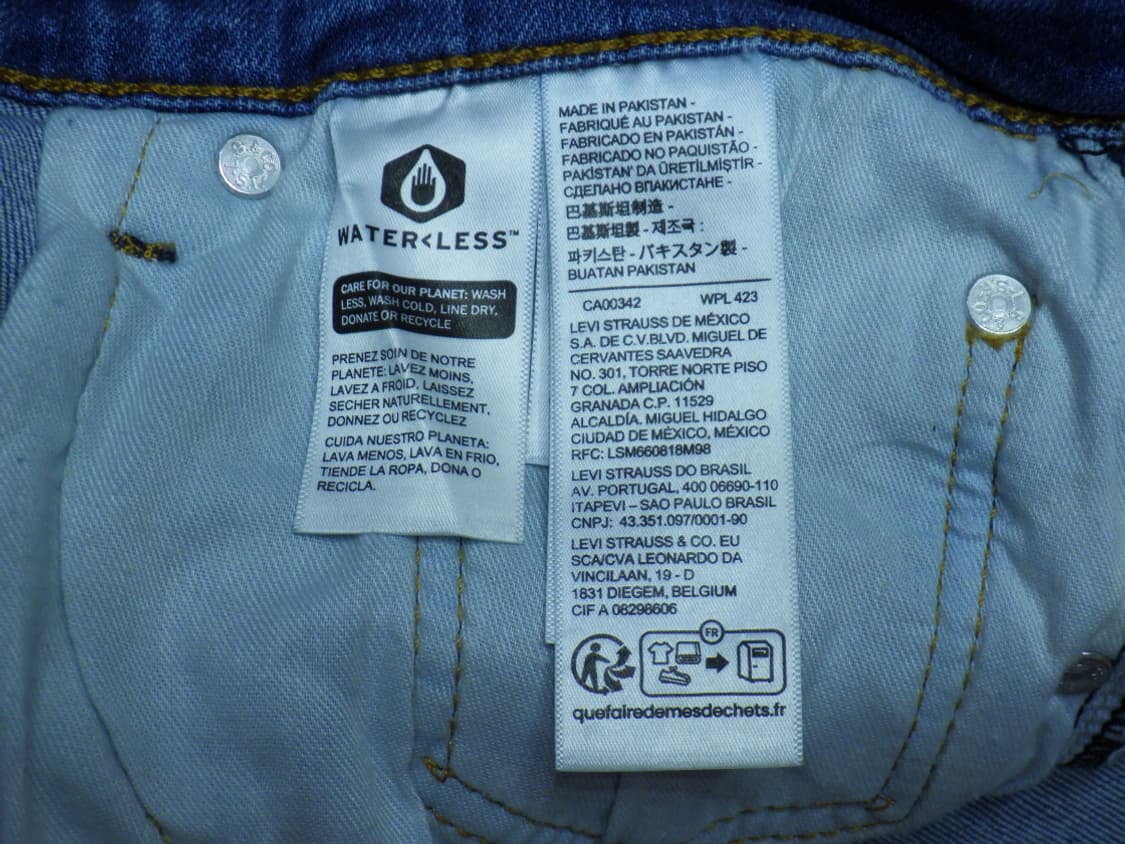 WATER<LESS™
CARE FOR OUR PLANET: WASH
LESS, WASH COLD, LINE DRY,
DONATE OR RECYCLE
PRENEZ SOIN DE NOTRE
PLANETE: LAVEZ MOINS,
LAVEZ A FROID, LAISSEZ
SECHER NATURELLEMENT,
DONNEZ OU RECYCLEZ
CUIDA NUESTRO PLANETA:
LAVA MENOS, LAVA EN FRIO,
TIENDE LA ROPA, DONA O
RECICLA.
MADE IN PAKISTAN -
FABRIQUÉ AU PAKISTAN -
FABRICADO EN PAKISTÁN -
FABRICADO NO PAQUISTÃO -
PAKİSTAN' DA ÜRETİLMİŞTİR -
СДЕЛАНО ВПАКИСТАНЕ -
巴基斯坦制造 -
巴基斯坦製 - 제조국 :
파키스탄 - パキスタン製 -
BUATAN PAKISTAN
CA00342 WPL 423
LEVI STRAUSS DE MÉXICO
S.A. DE C.V.BLVD. MIGUEL DE
CERVANTES SAAVEDRA
NO. 301, TORRE NORTE PISO
7 COL. AMPLIACIÓN
GRANADA C.P. 11529
ALCALDÍA. MIGUEL HIDALGO
CIUDAD DE MÉXICO, MÉXICO
RFC: LSM660818M98
LEVI STRAUSS DO BRASIL
AV. PORTUGAL, 400 06690-110
ITAPEVI – SAO PAULO BRASIL
CNPJ: 43.351.097/0001-90
LEVI STRAUSS & CO. EU
SCA/CVA LEONARDO DA
VINCILAAN, 19 - D
1831 DIEGEM, BELGIUM
CIF A 08298606
FR
quefairedemesdechets.fr